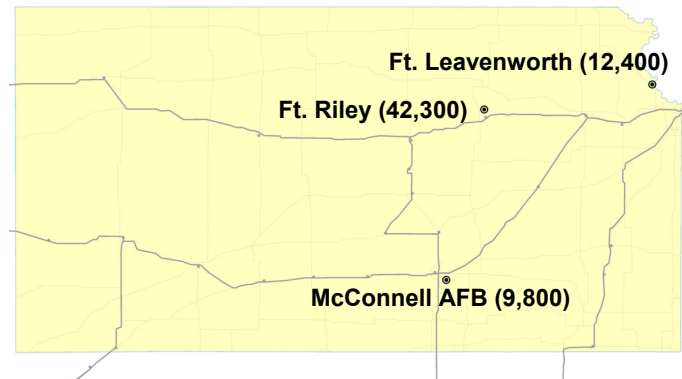 Ft. Leavenworth (12,400)
Ft. Riley (42,300)
McConnell AFB (9,800)